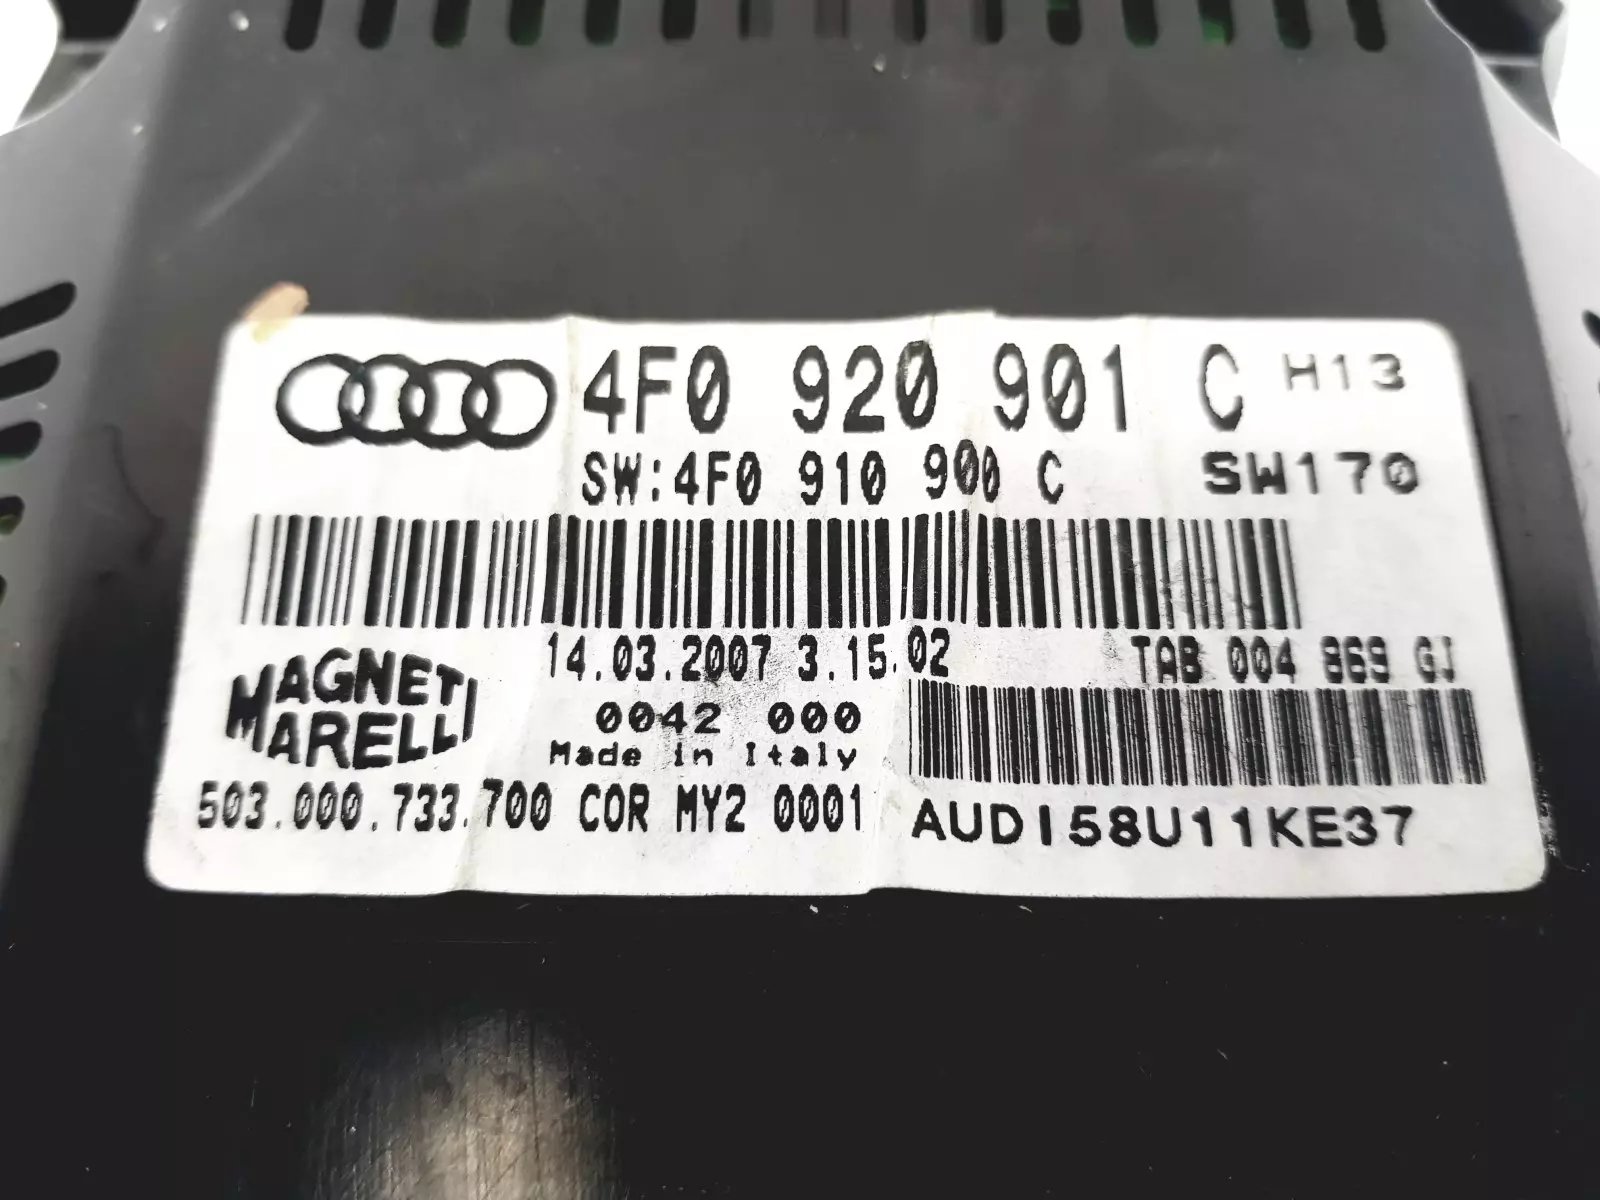 4F0 920 901 C H13
SW:4F0 910 900 C SW170
14.03.2007 3.15.02 TAB 004 869 GJ
MAGNETI
MARELLI
0042 000
Made in Italy
503.000.733.700 COR MY2 0001
AUDI58U11KE37